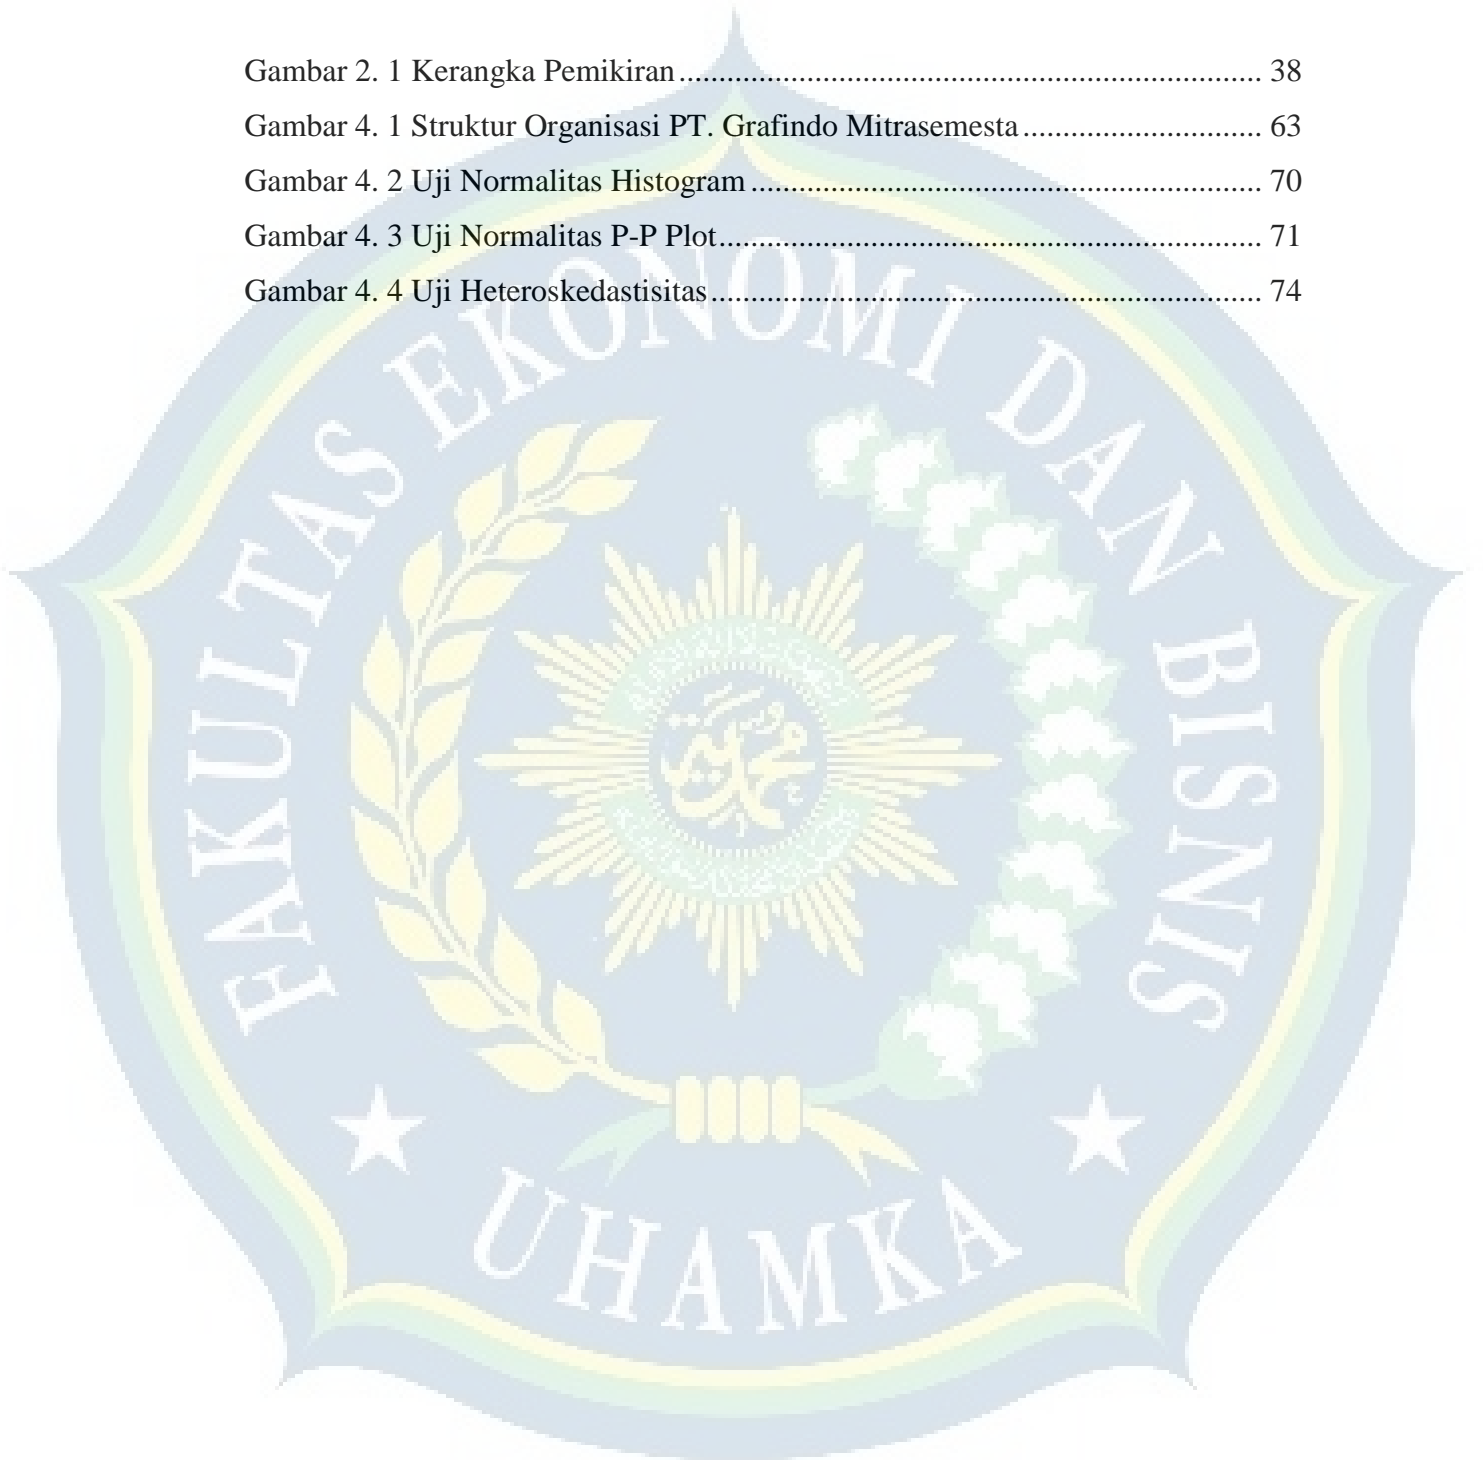 Gambar 2. 1 Kerangka Pemikiran........................................................................ 38
Gambar 4. 1 Struktur Organisasi PT. Grafindo Mitrasemesta............................. 63
Gambar 4. 2 Uji Normalitas Histogram............................................................... 70
Gambar 4. 3 Uji Normalitas P-P Plot................................................................... 71
Gambar 4. 4 Uji Heteroskedastisitas.................................................................... 74
FAKULTAS EKONOMI DAN BISNIS
محمدية
UHAMKA